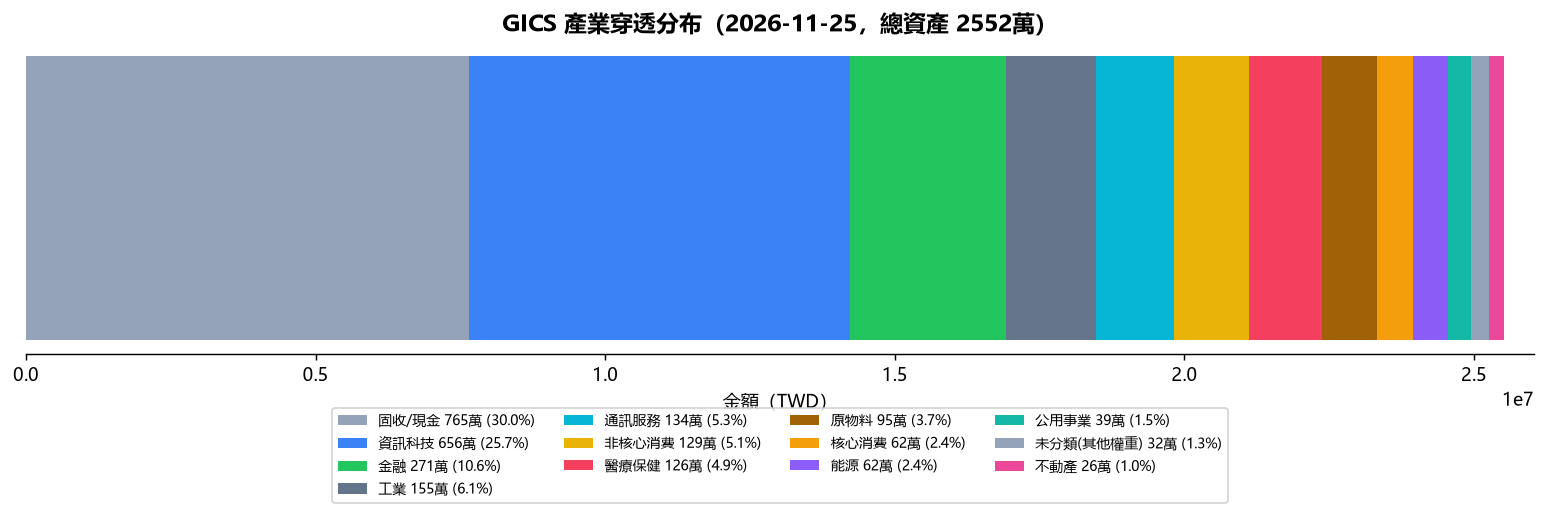 GICS 產業穿透分布（2026-11-25，總資產 2552萬）
0.0 0.5 1.0 1.5 2.0 2.5
1e7
金額（TWD）
固收/現金 765萬 (30.0%)
資訊科技 656萬 (25.7%)
金融 271萬 (10.6%)
工業 155萬 (6.1%)
通訊服務 134萬 (5.3%)
非核心消費 129萬 (5.1%)
醫療保健 126萬 (4.9%)
原物料 95萬 (3.7%)
核心消費 62萬 (2.4%)
能源 62萬 (2.4%)
公用事業 39萬 (1.5%)
未分類(其他權重) 32萬 (1.3%)
不動產 26萬 (1.0%)